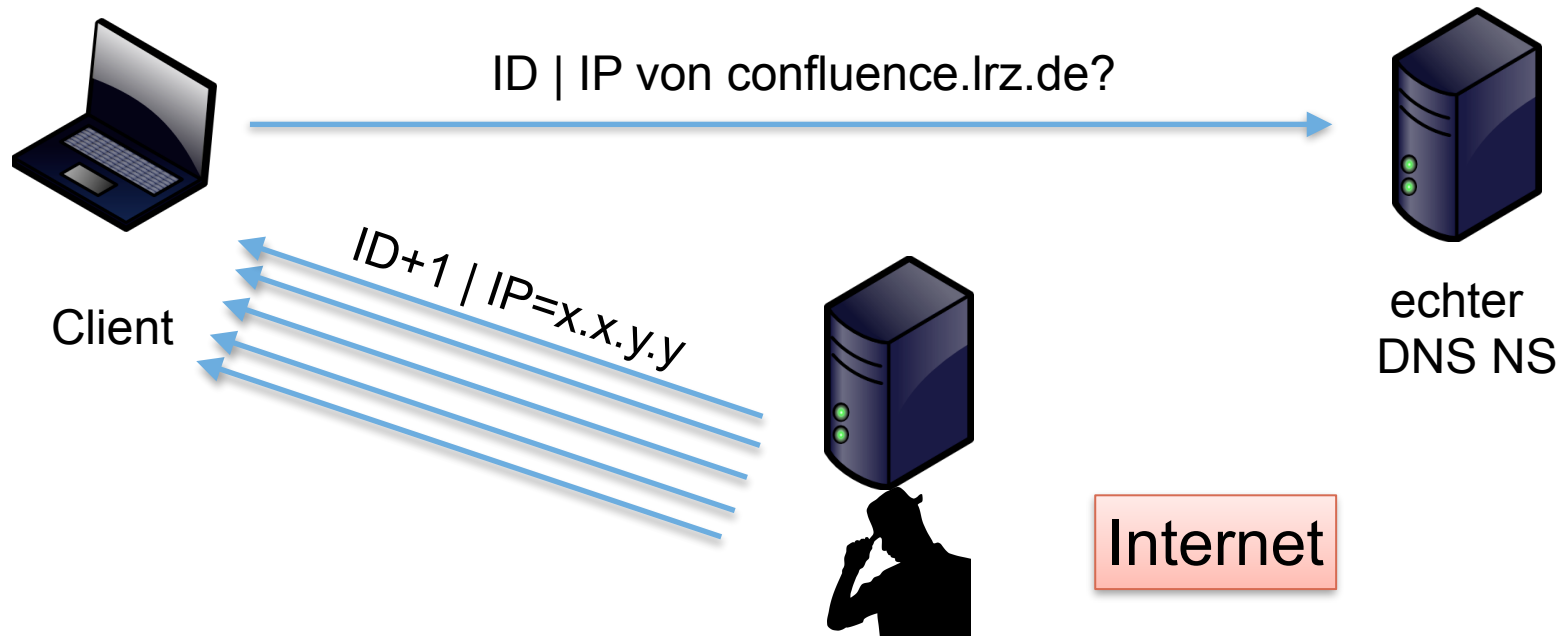 ID | IP von confluence.lrz.de?
ID+1 | IP=x.x.y.y
Client
echter
DNS NS
Internet